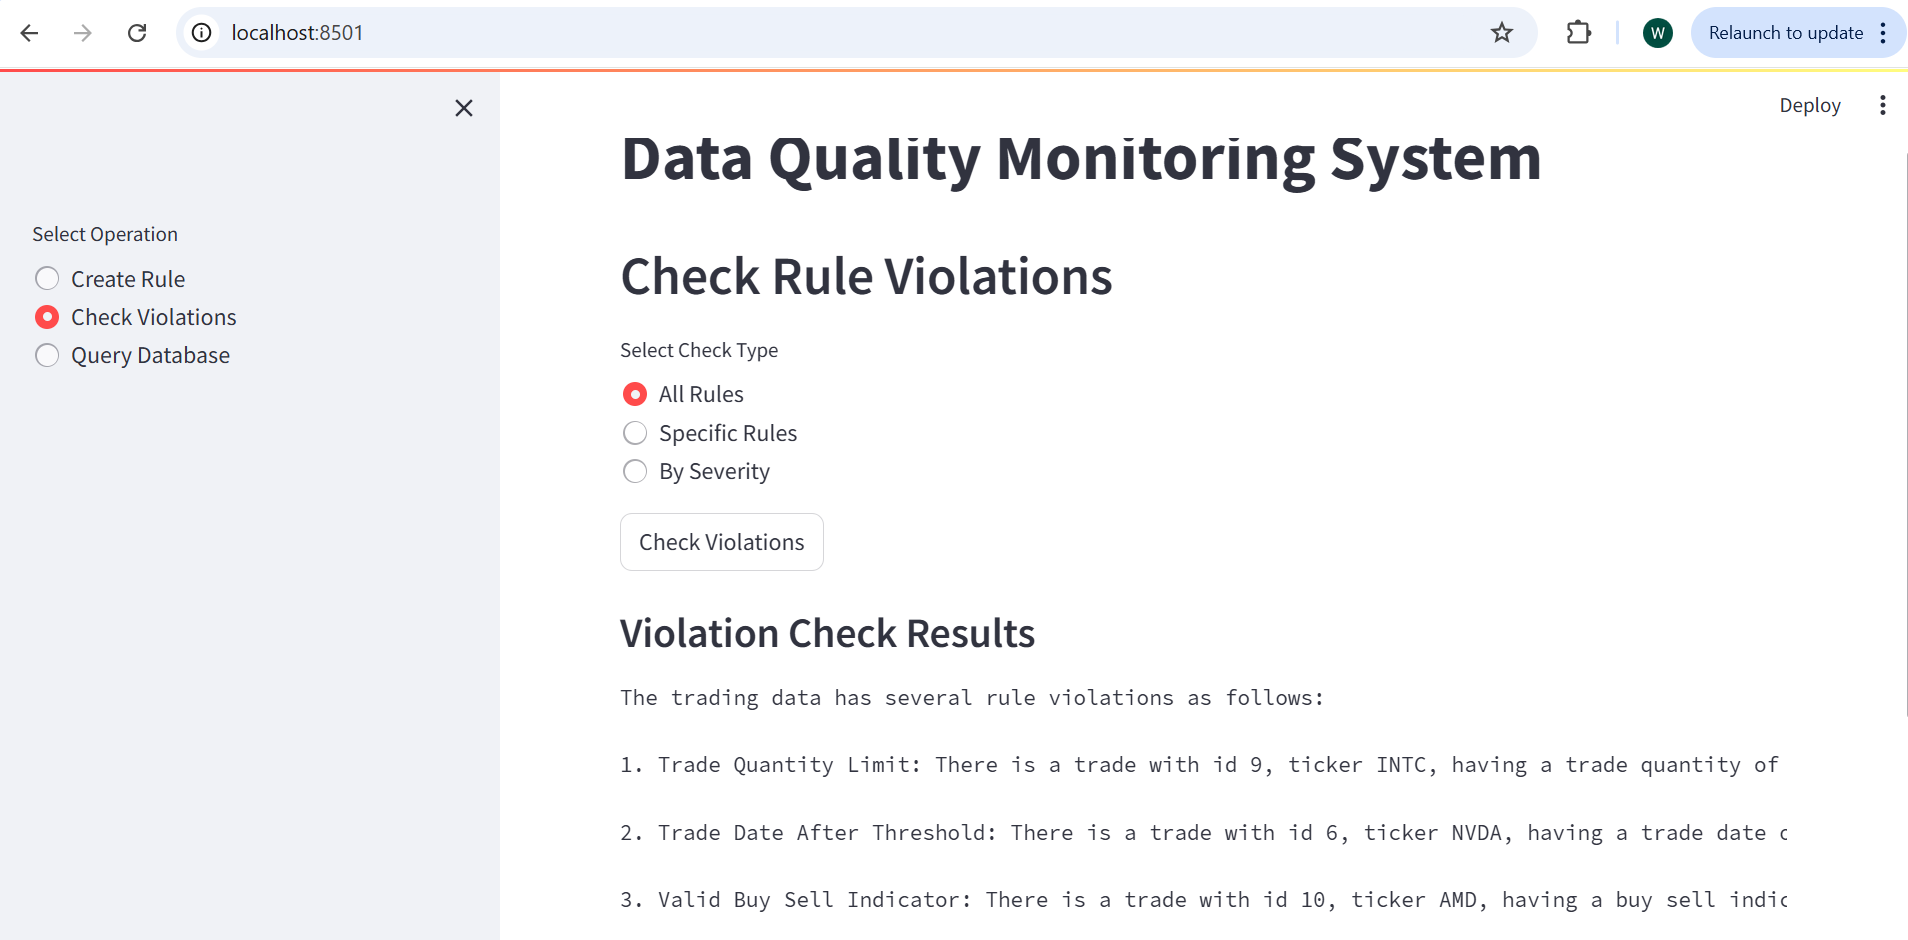 localhost:8501
W
Relaunch to update
Deploy
Select Operation
Create Rule
Check Violations
Query Database
Data Quality Monitoring System
Check Rule Violations
Select Check Type
All Rules
Specific Rules
By Severity
Check Violations
Violation Check Results
The trading data has several rule violations as follows:
1. Trade Quantity Limit: There is a trade with id 9, ticker INTC, having a trade quantity of
2. Trade Date After Threshold: There is a trade with id 6, ticker NVDA, having a trade date
3. Valid Buy Sell Indicator: There is a trade with id 10, ticker AMD, having a buy sell